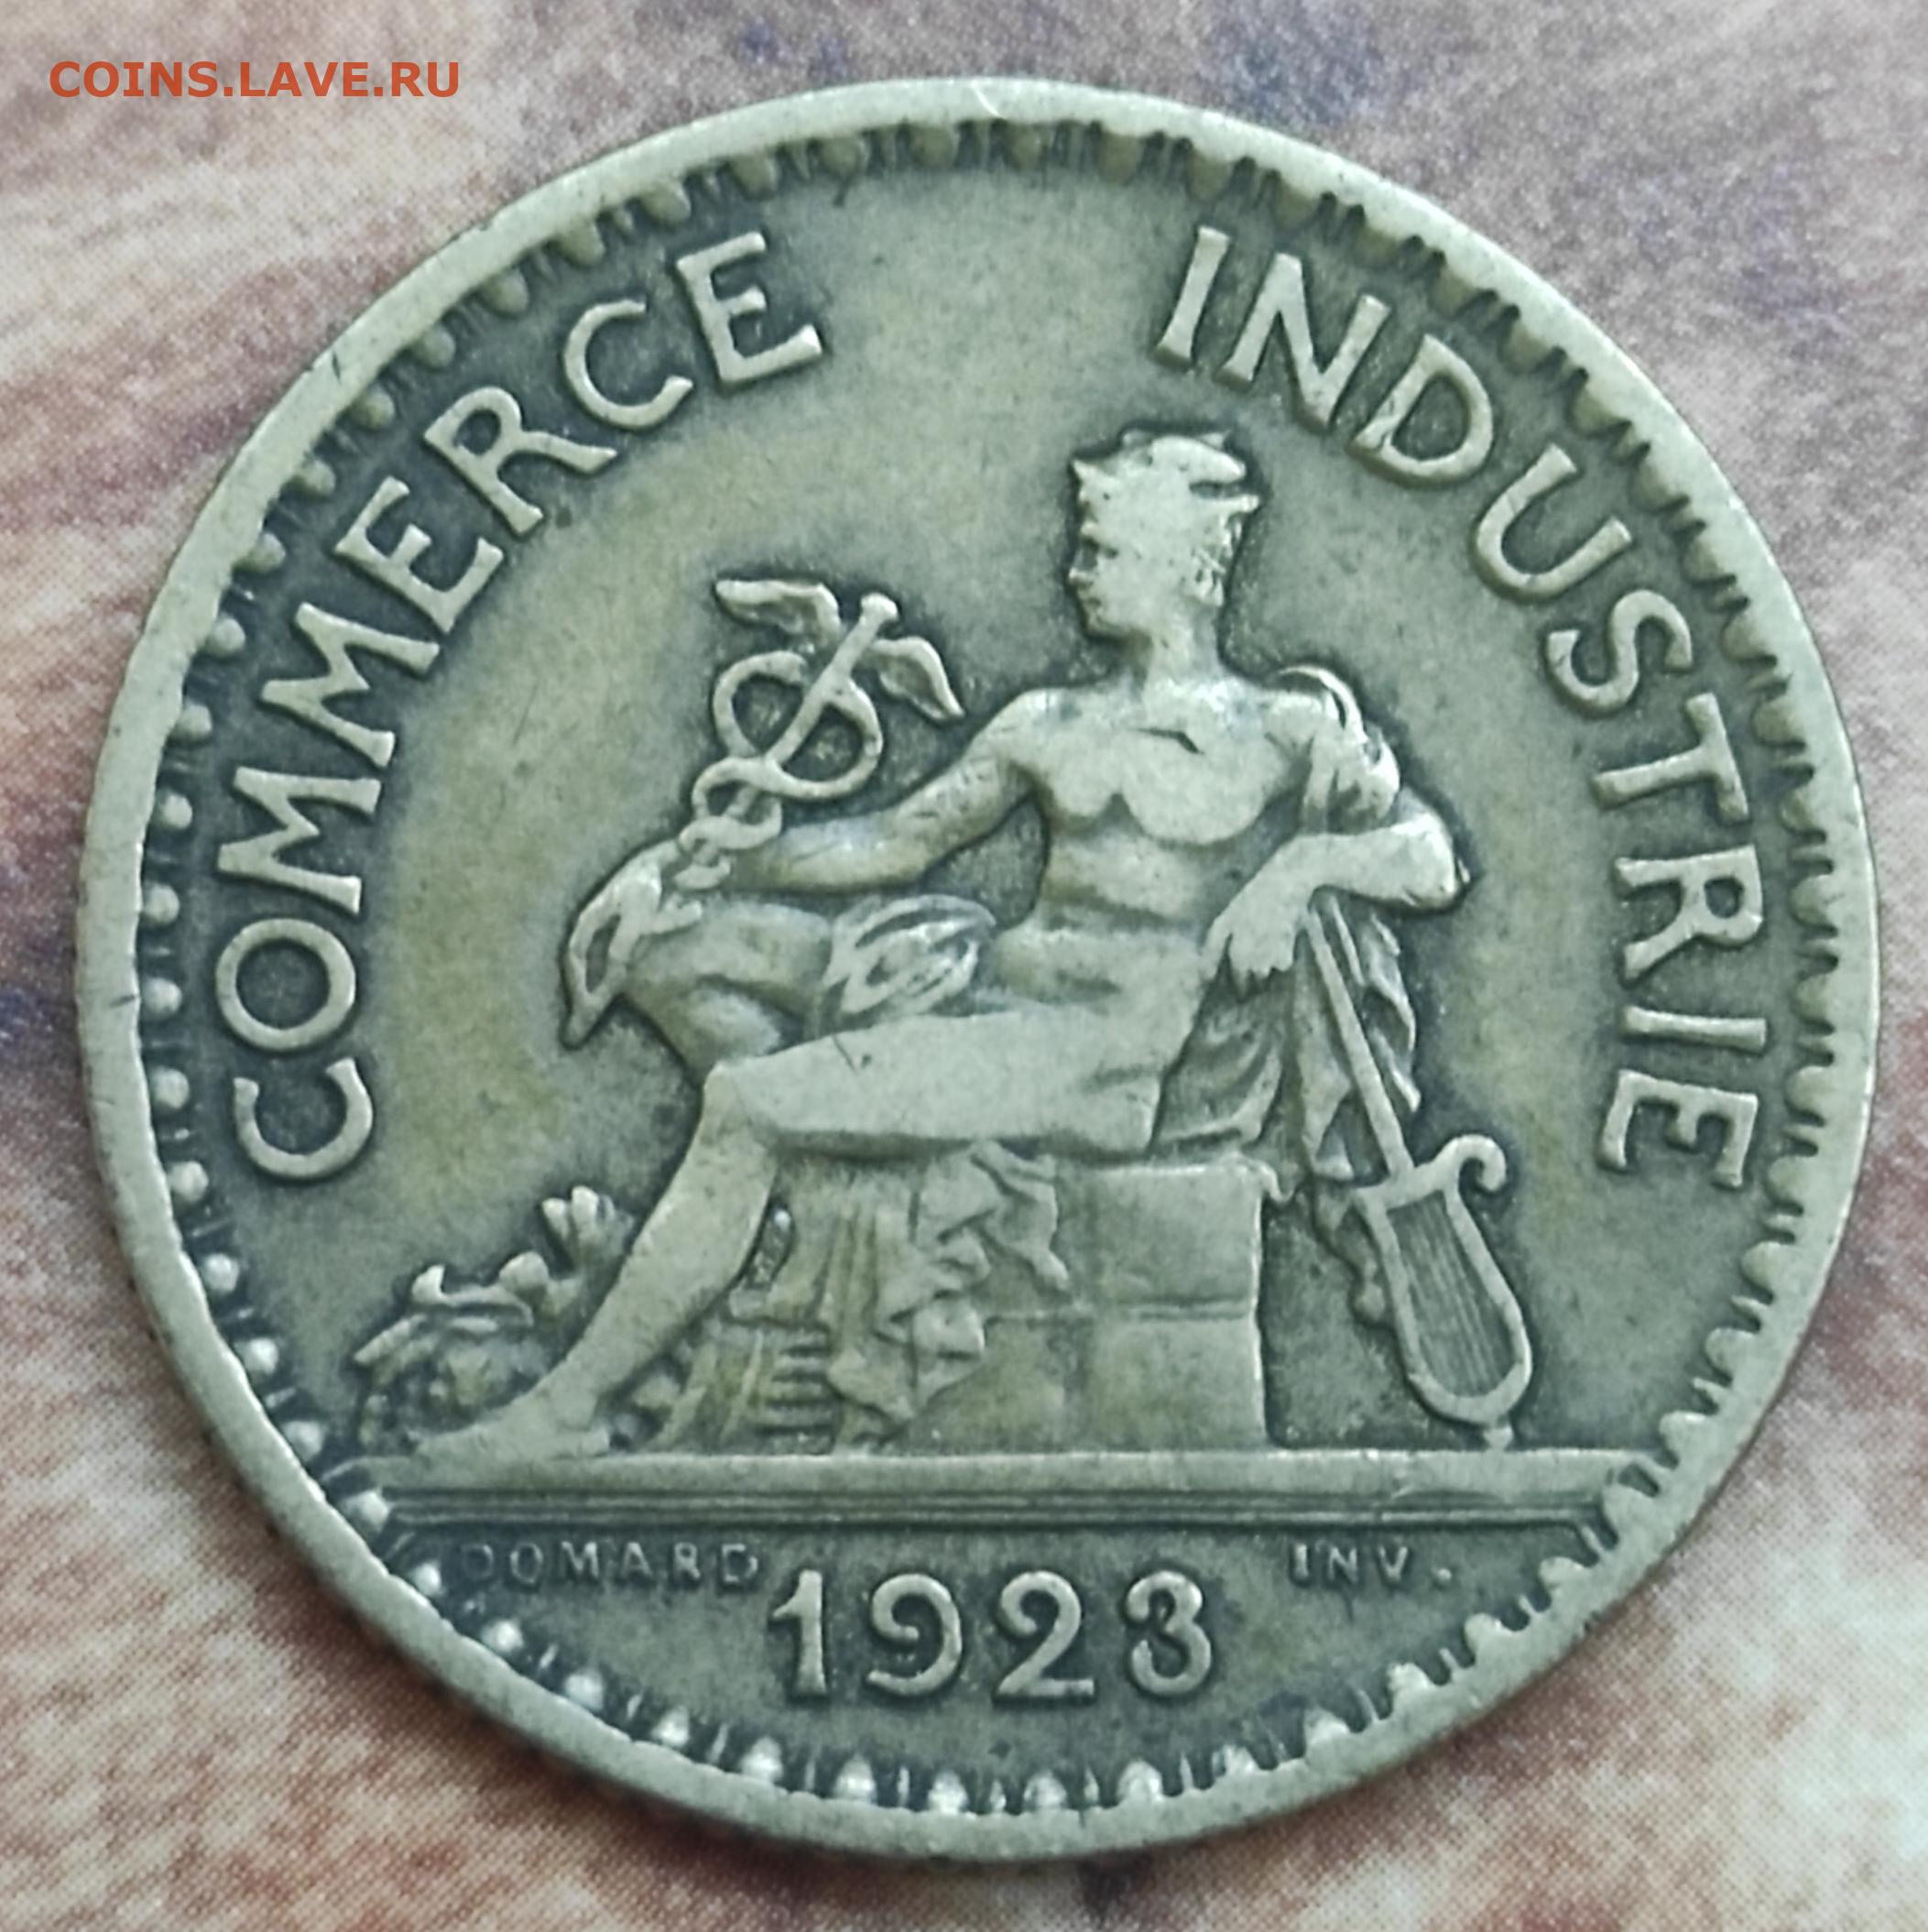 COINS.LAVE.RU
COMMERCE INDUSTRIE
DOMARD INV.
1923